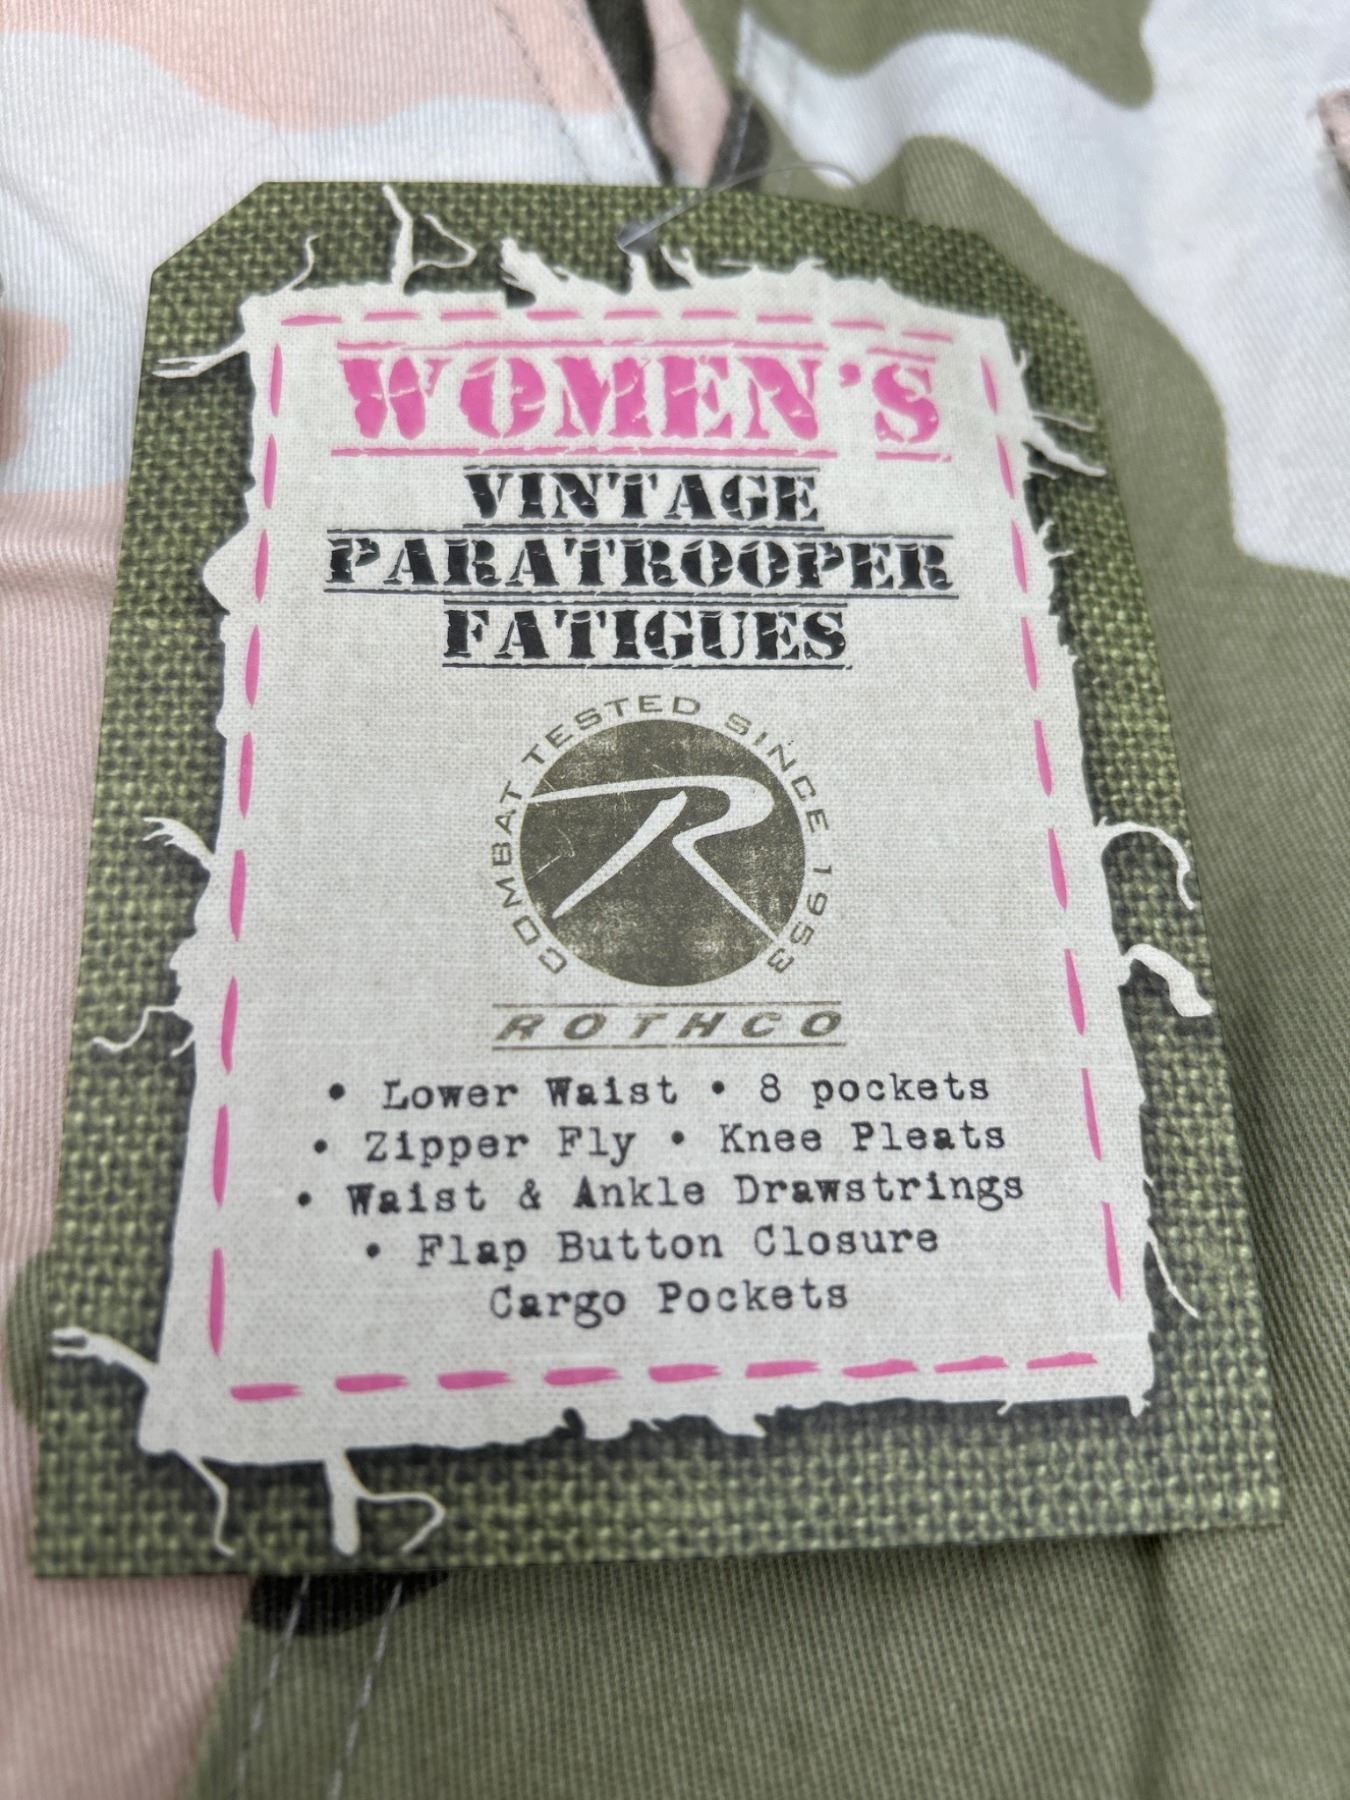 WOMEN'S
VINTAGE
PARATROOPER
FATIGUES
COMBAT TESTED SINCE 1953
R
ROTHCO
• Lower Waist • 8 pockets
• Zipper Fly • Knee Pleats
• Waist & Ankle Drawstrings
• Flap Button Closure
Cargo Pockets